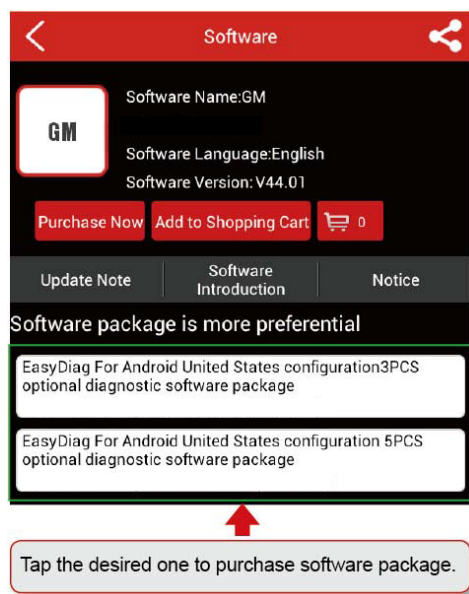 Software
GM
Software Name:GM
Software Language:English
Software Version:V44.01
Purchase Now
Add to Shopping Cart
0
Update Note
Software
Introduction
Notice
Software package is more preferential
EasyDiag For Android United States configuration3PCS
optional diagnostic software package
EasyDiag For Android United States configuration 5PCS
optional diagnostic software package
Tap the desired one to purchase software package.